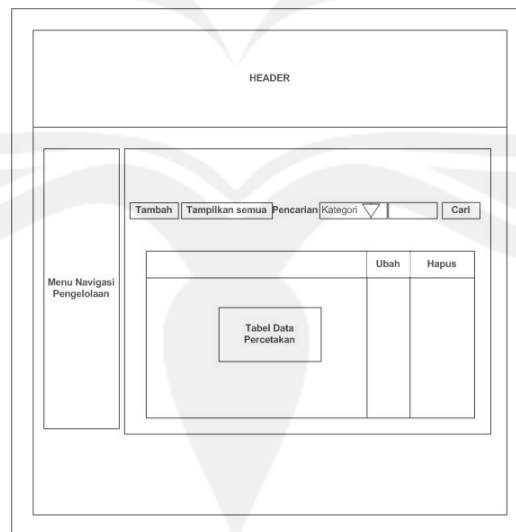 HEADER
Tambah Tampilkan semua Pencarian Kategori Cari
Ubah Hapus
Menu Navigasi
Pengelolaan
Tabel Data
Percetakan